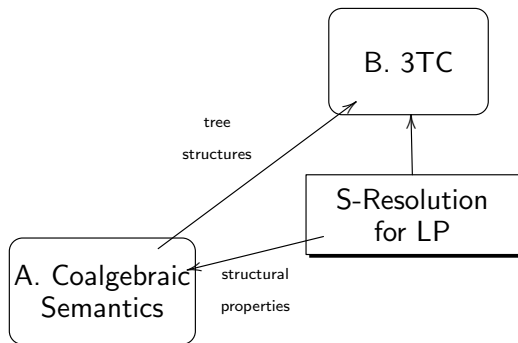 B. 3TC
tree
structures
S-Resolution
for LP
A. Coalgebraic
Semantics
structural
properties